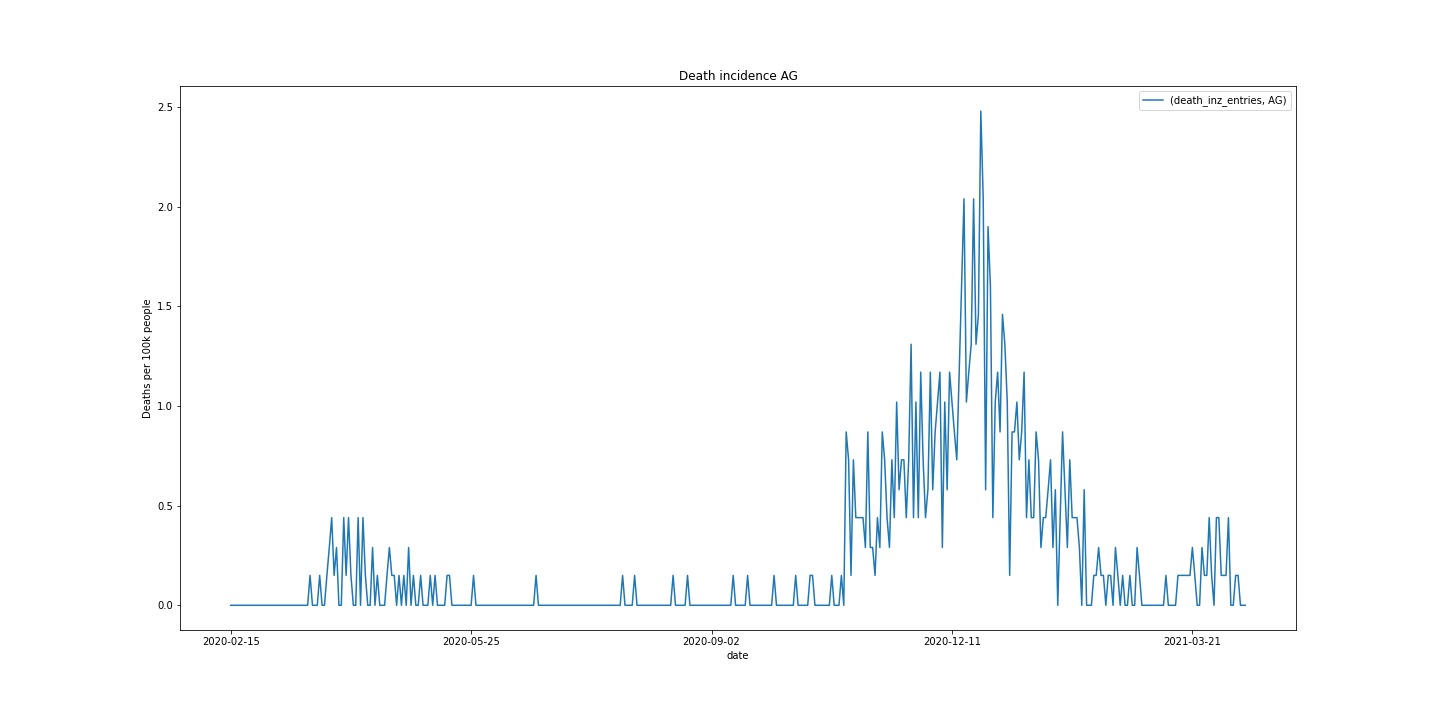 Death incidence AG
(death_inz_entries, AG)
Deaths per 100k people
2.5
2.0
1.5
1.0
0.5
0.0
2020-02-15
2020-05-25
2020-09-02
2020-12-11
2021-03-21
date